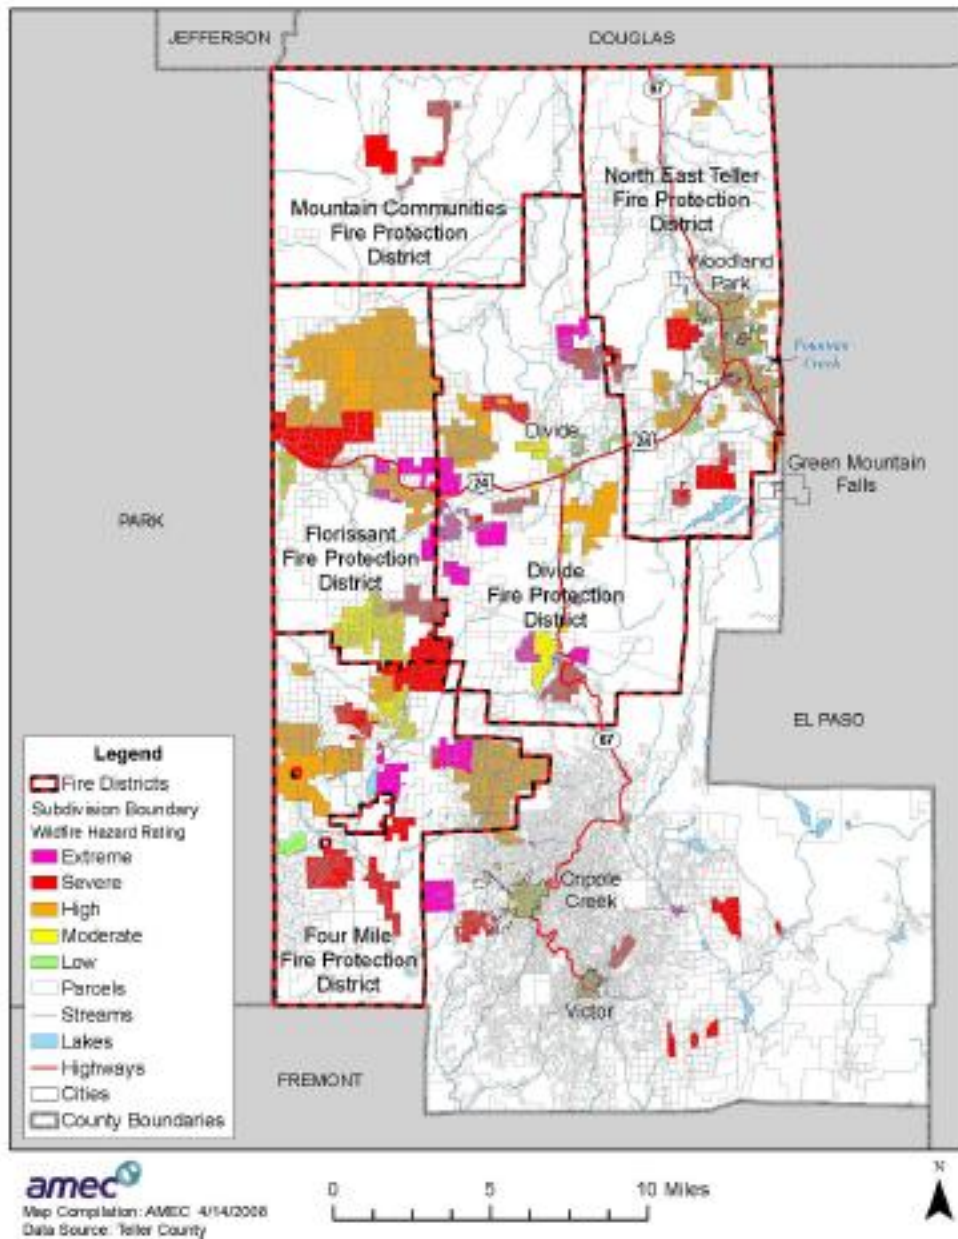 JEFFERSON
DOUGLAS
67
North East Teller
Fire Protection
District
Mountain Communities
Fire Protection
District
Woodland
Park
Fountain
Creek
Divide
24
24
Green Mountain
Falls
PARK
Florissant
Fire Protection
District
Divide
Fire Protection
District
EL PASO
67
Legend
Fire Districts
Subdivision Boundary
Wildfire Hazard Rating
Extreme
Severe
High
Moderate
Low
Parcels
Streams
Lakes
Highways
Cities
County Boundaries
Cripple
Creek
Four Mile
Fire Protection
District
Victor
FREMONT
amec
Map Compilation: AMEC 4/14/2008
Data Source: Teller County
0 5 10 Miles
N